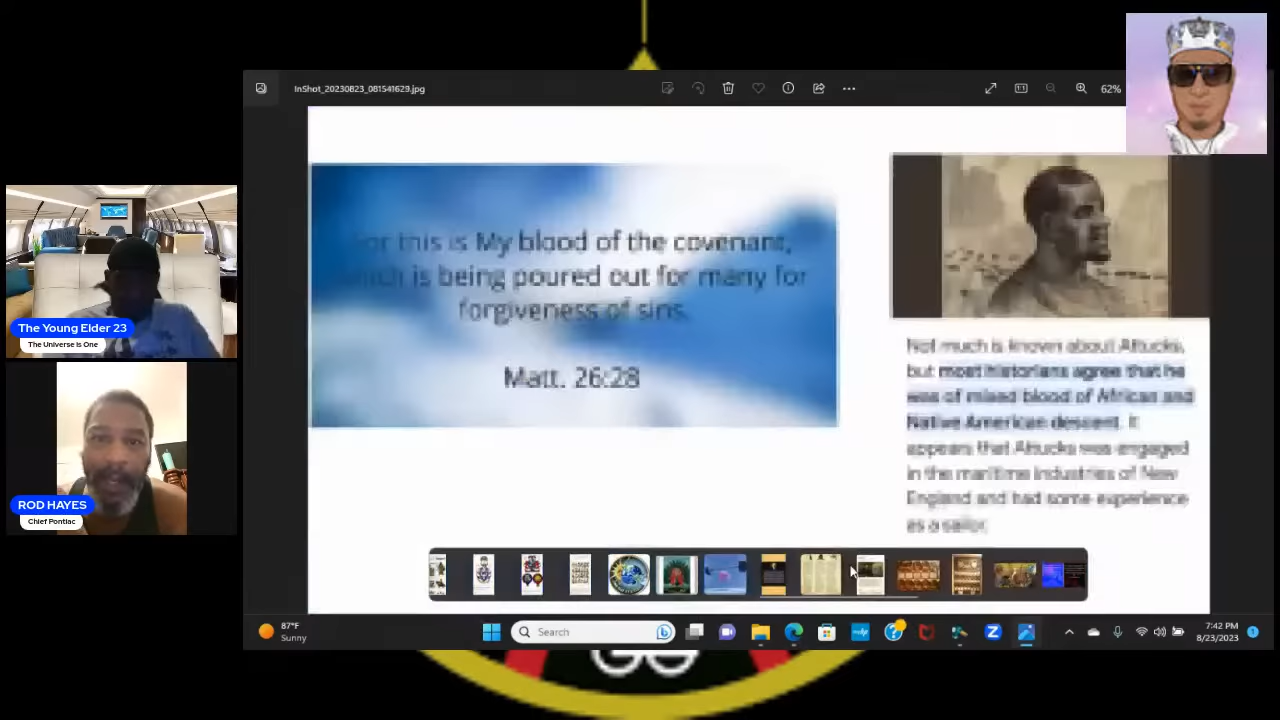 InShot_20230823_081541629.jpg
62%
this is My blood of the covenant,
is being poured out for many for
forgiveness of sins.
Matt. 26:28
Not much is known about Attucks,
but most historians agree that he
was of mixed blood of African and
Native American descent. It
appears that Attucks was engaged
in the maritime industries of New
England and had some experience
as a sailor.
The Young Elder 23
The Universe is One
ROD HAYES
Chief Pontiac
87°F
Sunny
Search
7:42 PM
8/23/2023
1